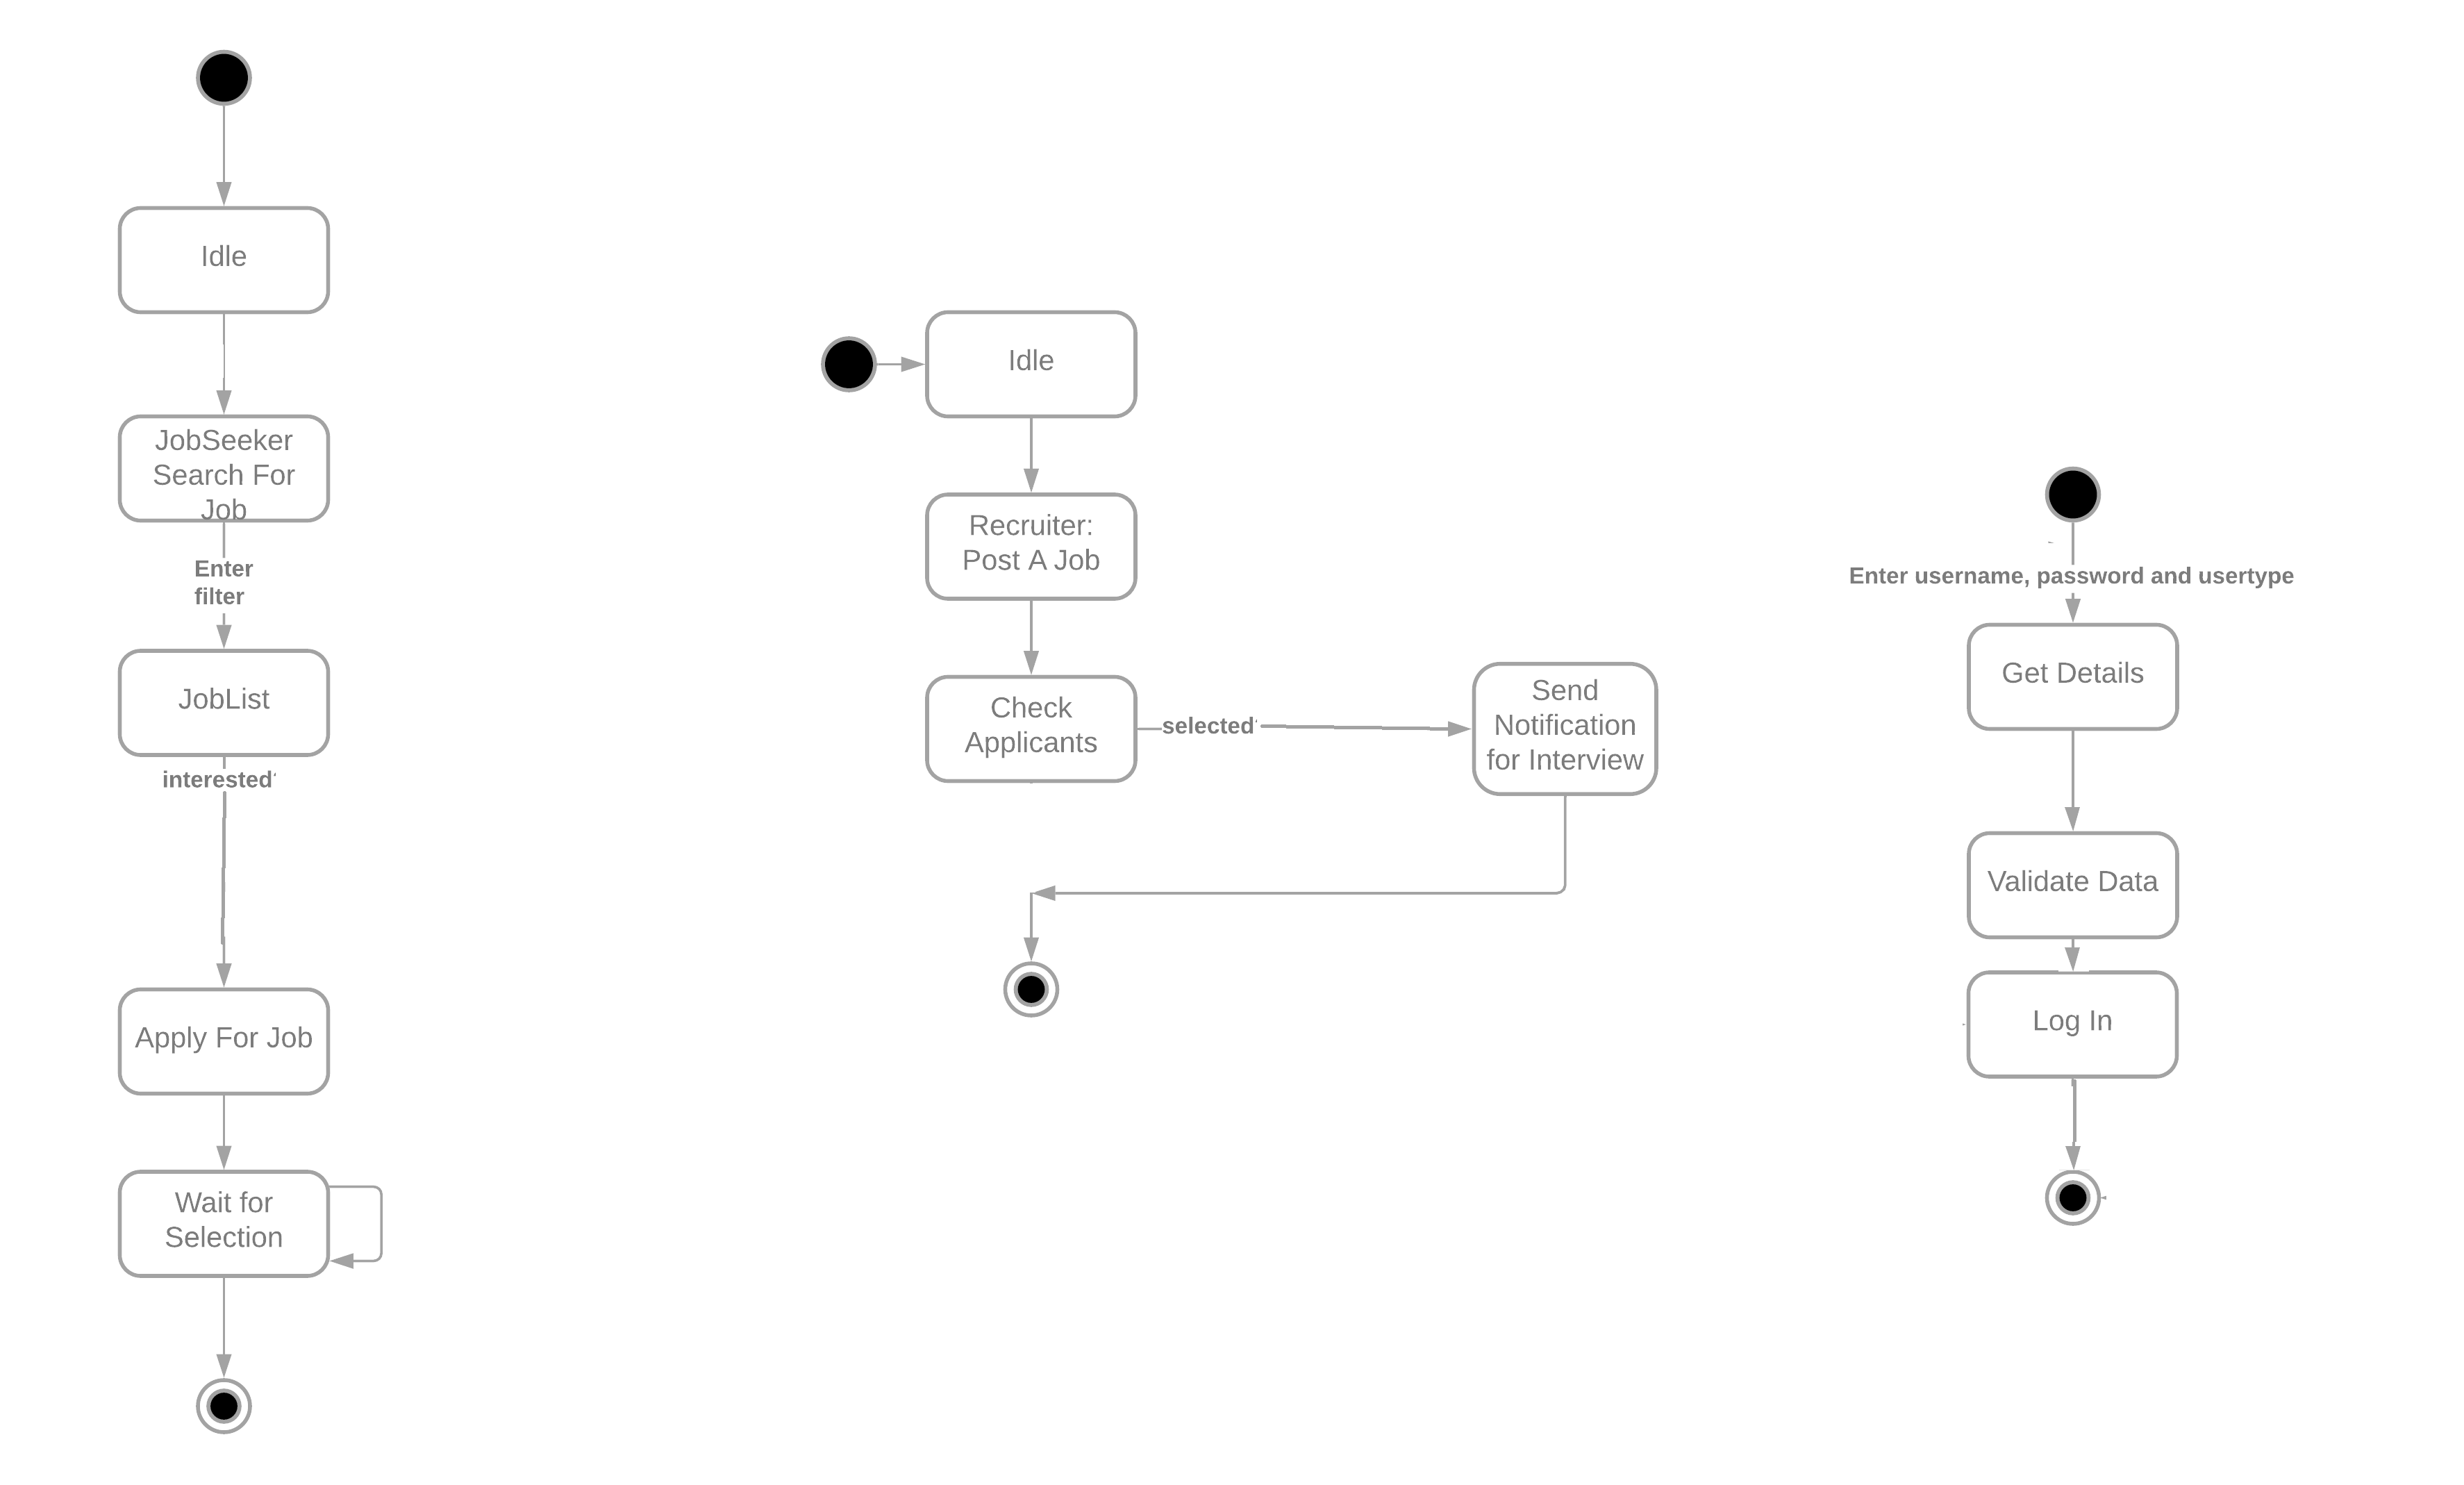 Idle
JobSeeker
Search For
Job
Enter
filter
JobList
interested
Apply For Job
Wait for
Selection
Idle
Recruiter:
Post A Job
Check
Applicants
selected
Send
Notification
for Interview
Enter username, password and usertype
Get Details
Validate Data
Log In